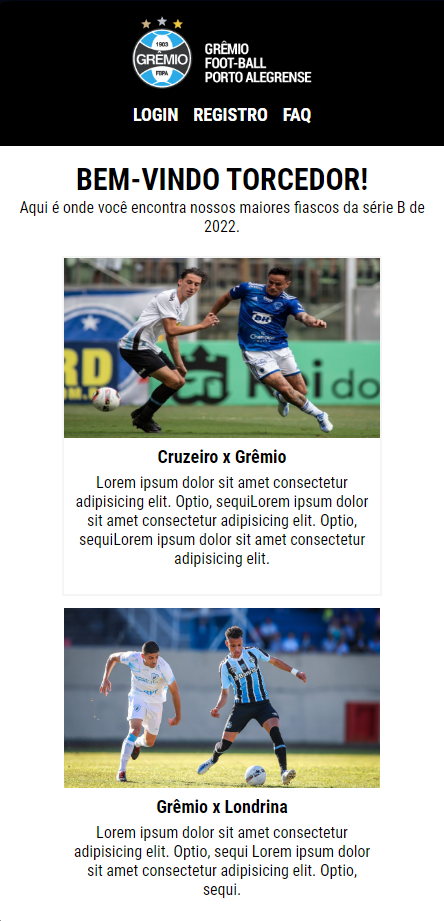 1903
GRÊMIO
FBPA
GRÊMIO
FOOT-BALL
PORTO ALEGRENSE
LOGIN REGISTRO FAQ
BEM-VINDO TORCEDOR!
Aqui é onde você encontra nossos maiores fiascos da série B de
2022.
BH
Cruzeiro x Grêmio
Lorem ipsum dolor sit amet consectetur
adipisicing elit. Optio, sequiLorem ipsum dolor
sit amet consectetur adipisicing elit. Optio,
sequiLorem ipsum dolor sit amet consectetur
adipisicing elit.
Grêmio x Londrina
Lorem ipsum dolor sit amet consectetur
adipisicing elit. Optio, sequi Lorem ipsum dolor
sit amet consectetur adipisicing elit. Optio,
sequi.